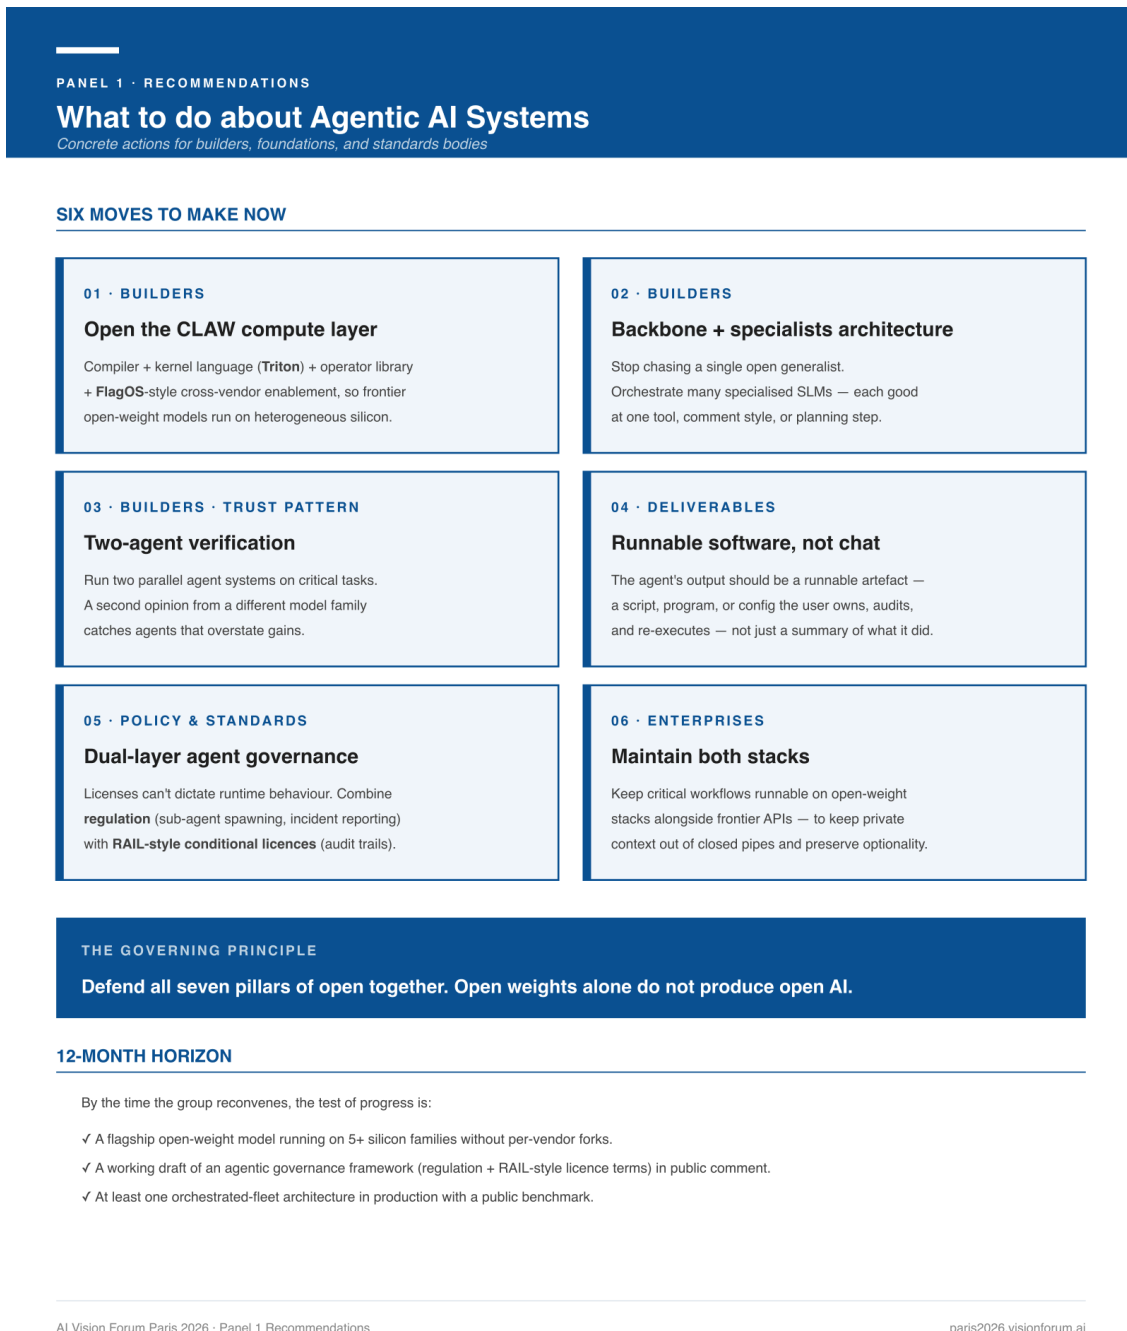 PANEL 1 · RECOMMENDATIONS
What to do about Agentic AI Systems
Concrete actions for builders, foundations, and standards bodies
SIX MOVES TO MAKE NOW
01 · BUILDERS
Open the CLAW compute layer
Compiler + kernel language (Triton) + operator library
+ FlagOS-style cross-vendor enablement, so frontier
open-weight models run on heterogeneous silicon.
02 · BUILDERS
Backbone + specialists architecture
Stop chasing a single open generalist.
Orchestrate many specialised SLMs — each good
at one tool, comment style, or planning step.
03 · BUILDERS · TRUST PATTERN
Two-agent verification
Run two parallel agent systems on critical tasks.
A second opinion from a different model family
catches agents that overstate gains.
04 · DELIVERABLES
Runnable software, not chat
The agent's output should be a runnable artefact —
a script, program, or config the user owns, audits,
and re-executes — not just a summary of what it did.
05 · POLICY & STANDARDS
Dual-layer agent governance
Licenses can't dictate runtime behaviour. Combine
regulation (sub-agent spawning, incident reporting)
with RAIL-style conditional licences (audit trails).
06 · ENTERPRISES
Maintain both stacks
Keep critical workflows runnable on open-weight
stacks alongside frontier APIs — to keep private
context out of closed pipes and preserve optionality.
THE GOVERNING PRINCIPLE
Defend all seven pillars of open together. Open weights alone do not produce open AI.
12-MONTH HORIZON
By the time the group reconvenes, the test of progress is:
✓ A flagship open-weight model running on 5+ silicon families without per-vendor forks.
✓ A working draft of an agentic governance framework (regulation + RAIL-style licence terms) in public comment.
✓ At least one orchestrated-fleet architecture in production with a public benchmark.
AI Vision Forum Paris 2026 · Panel 1 Recommendations
paris2026.visionforum.ai